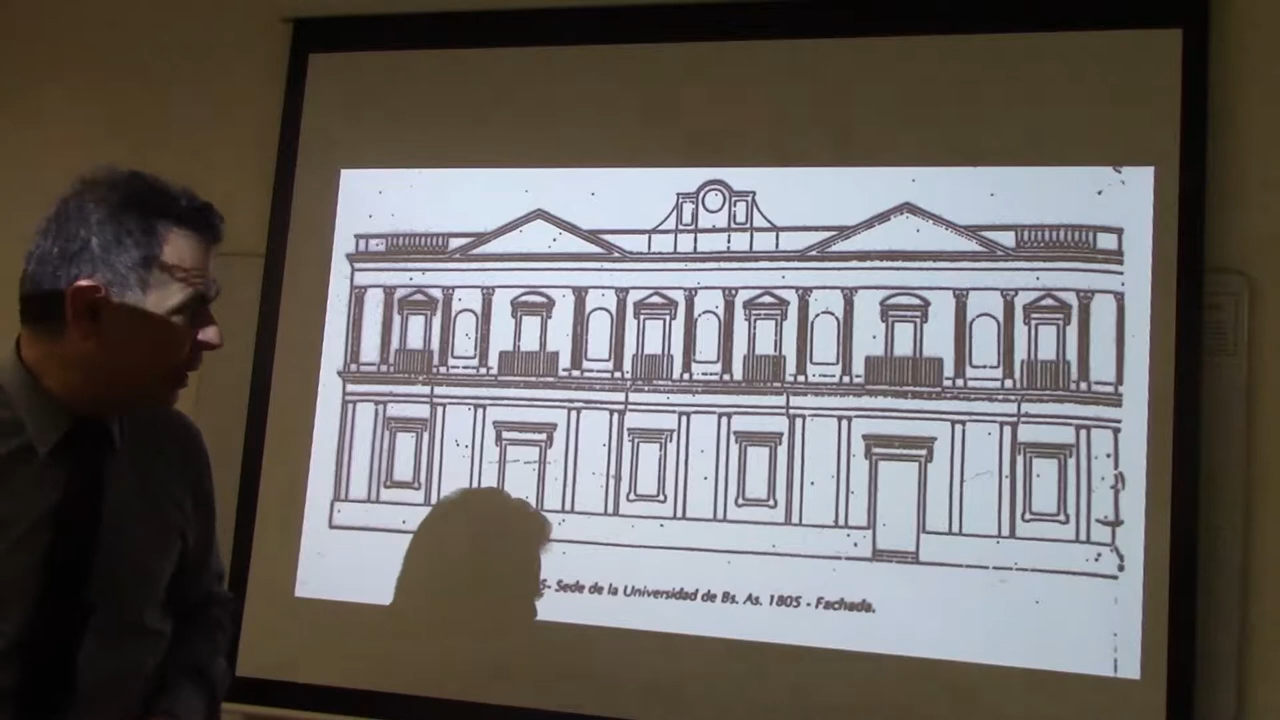 5- Sede de la Universidad de Bs. As. 1805 - Fachada.